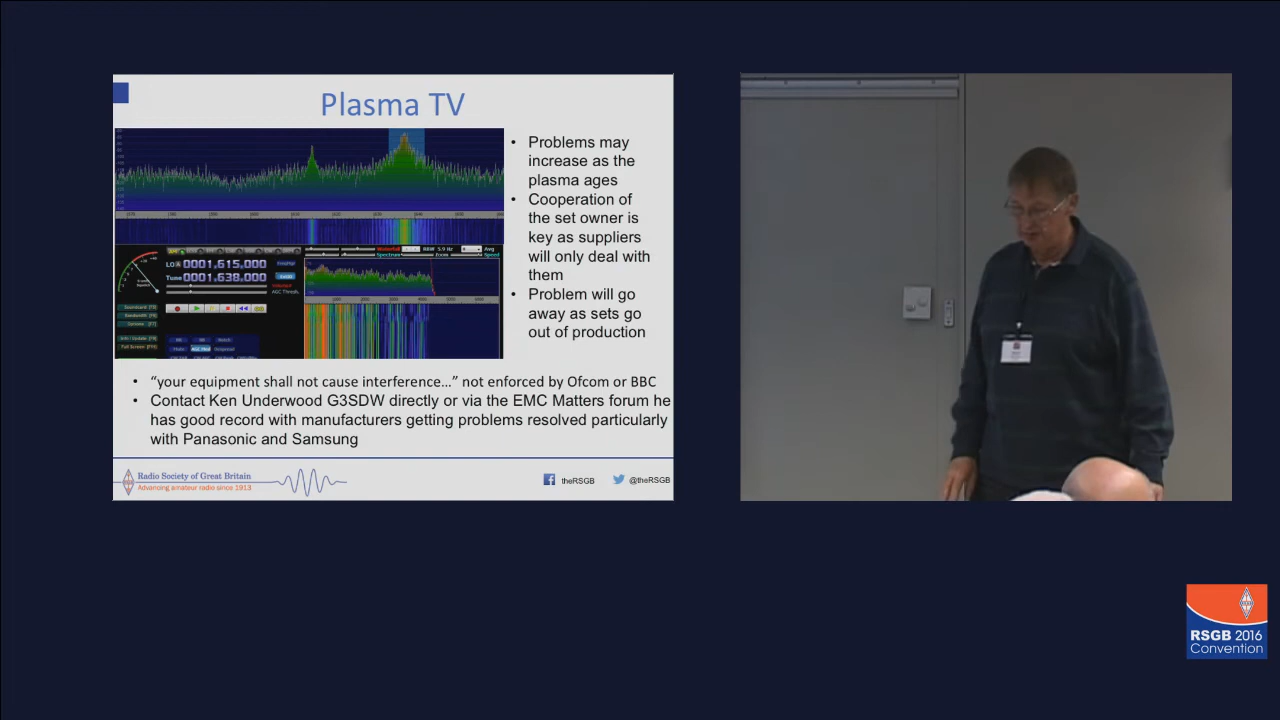 Plasma TV
• Problems may
increase as the
plasma ages
• Cooperation of
the set owner is
key as suppliers
will only deal with
them
• Problem will go
away as sets go
out of production
LO A 0001,615,000
Tune 0001,638,000
• “your equipment shall not cause interference…” not enforced by Ofcom or BBC
• Contact Ken Underwood G3SDW directly or via the EMC Matters forum he
has good record with manufacturers getting problems resolved particularly
with Panasonic and Samsung
Radio Society of Great Britain
Advancing amateur radio since 1913
theRSGB
@theRSGB
RSGB 2016
Convention